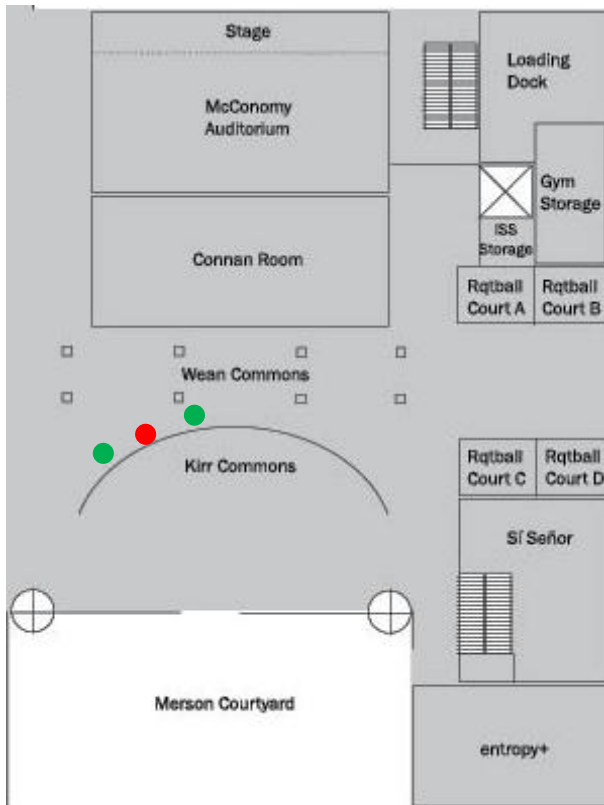 Stage
McConomy
Auditorium
Loading
Dock
Gym
Storage
ISS
Storage
Connan Room
Rqtball
Court A
Rqtball
Court B
Wean Commons
Kirr Commons
Rqtball
Court C
Rqtball
Court D
Sí Señor
Merson Courtyard
entropy+